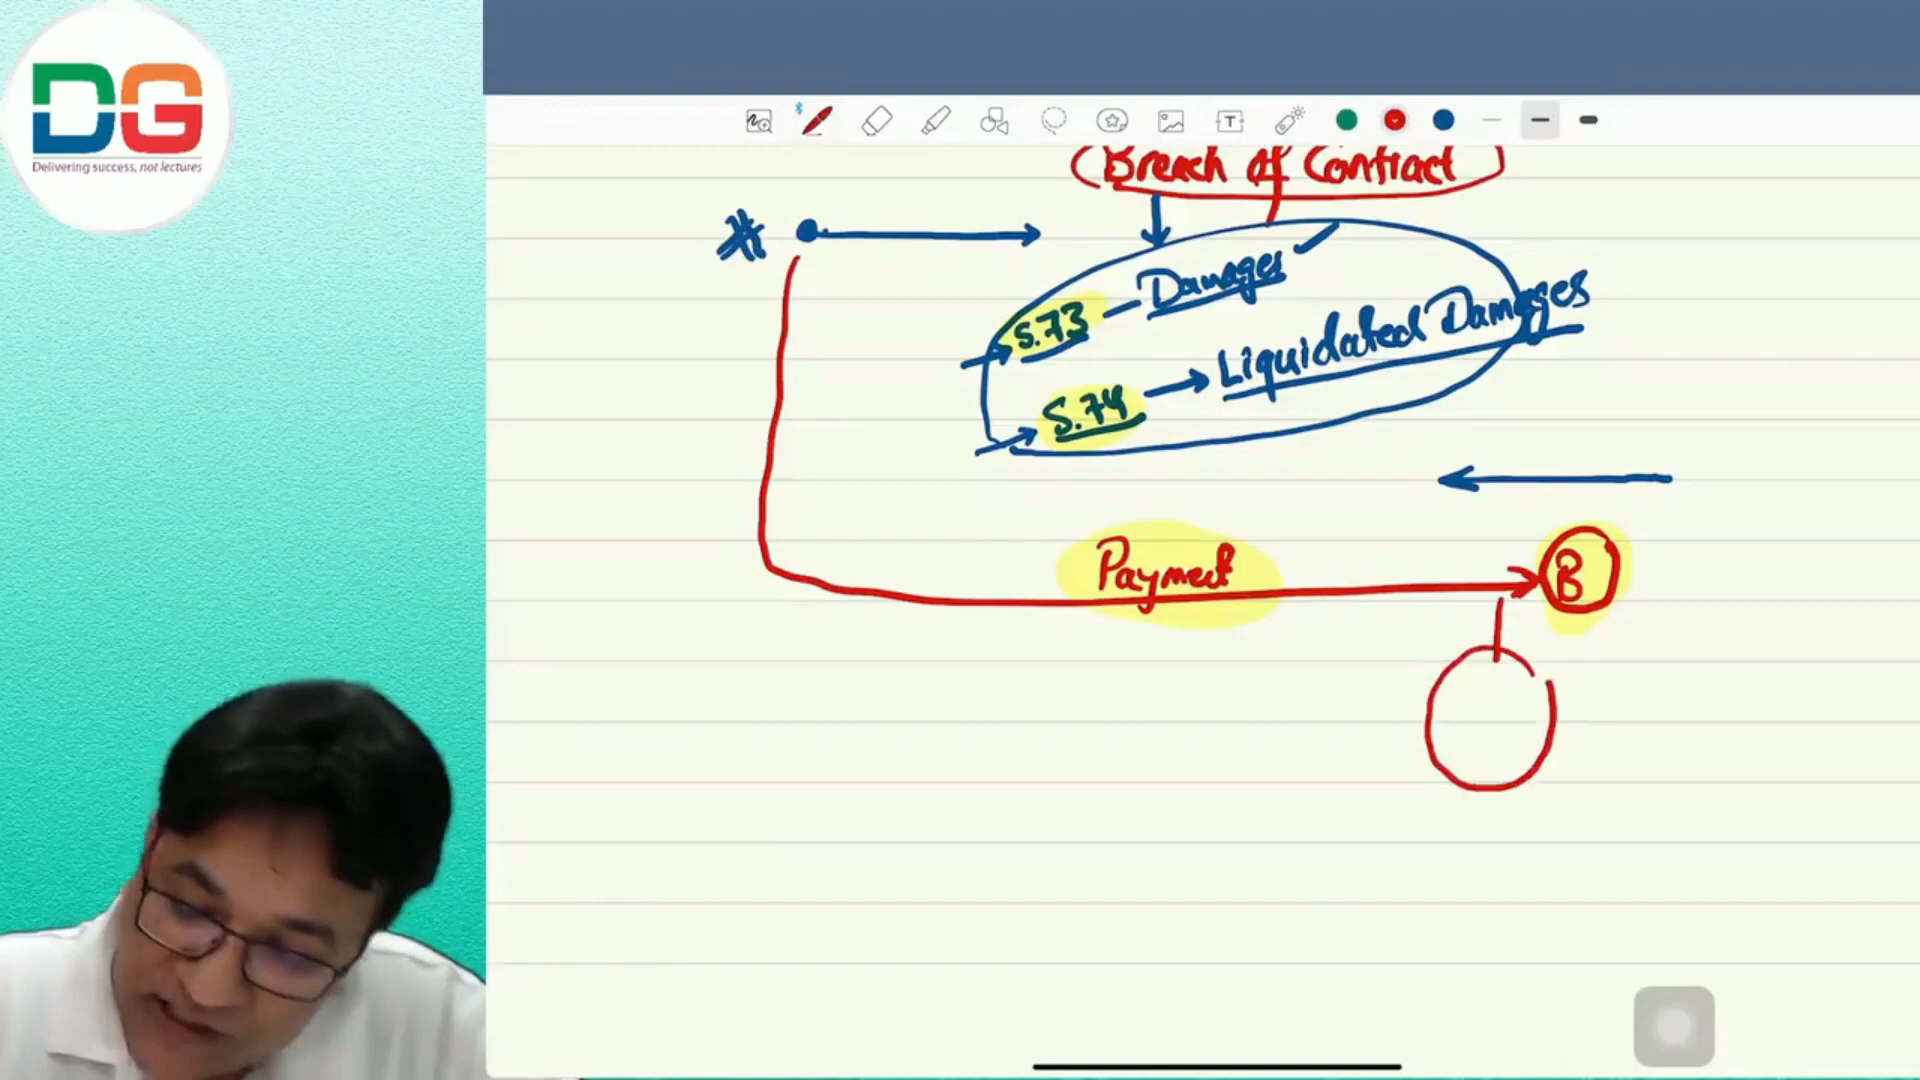 DG
Delivering success, not lectures
T
(Breach of Contract)
#
S.73 — Damages ✓
S.74 → Liquidated Damages
Payment
B